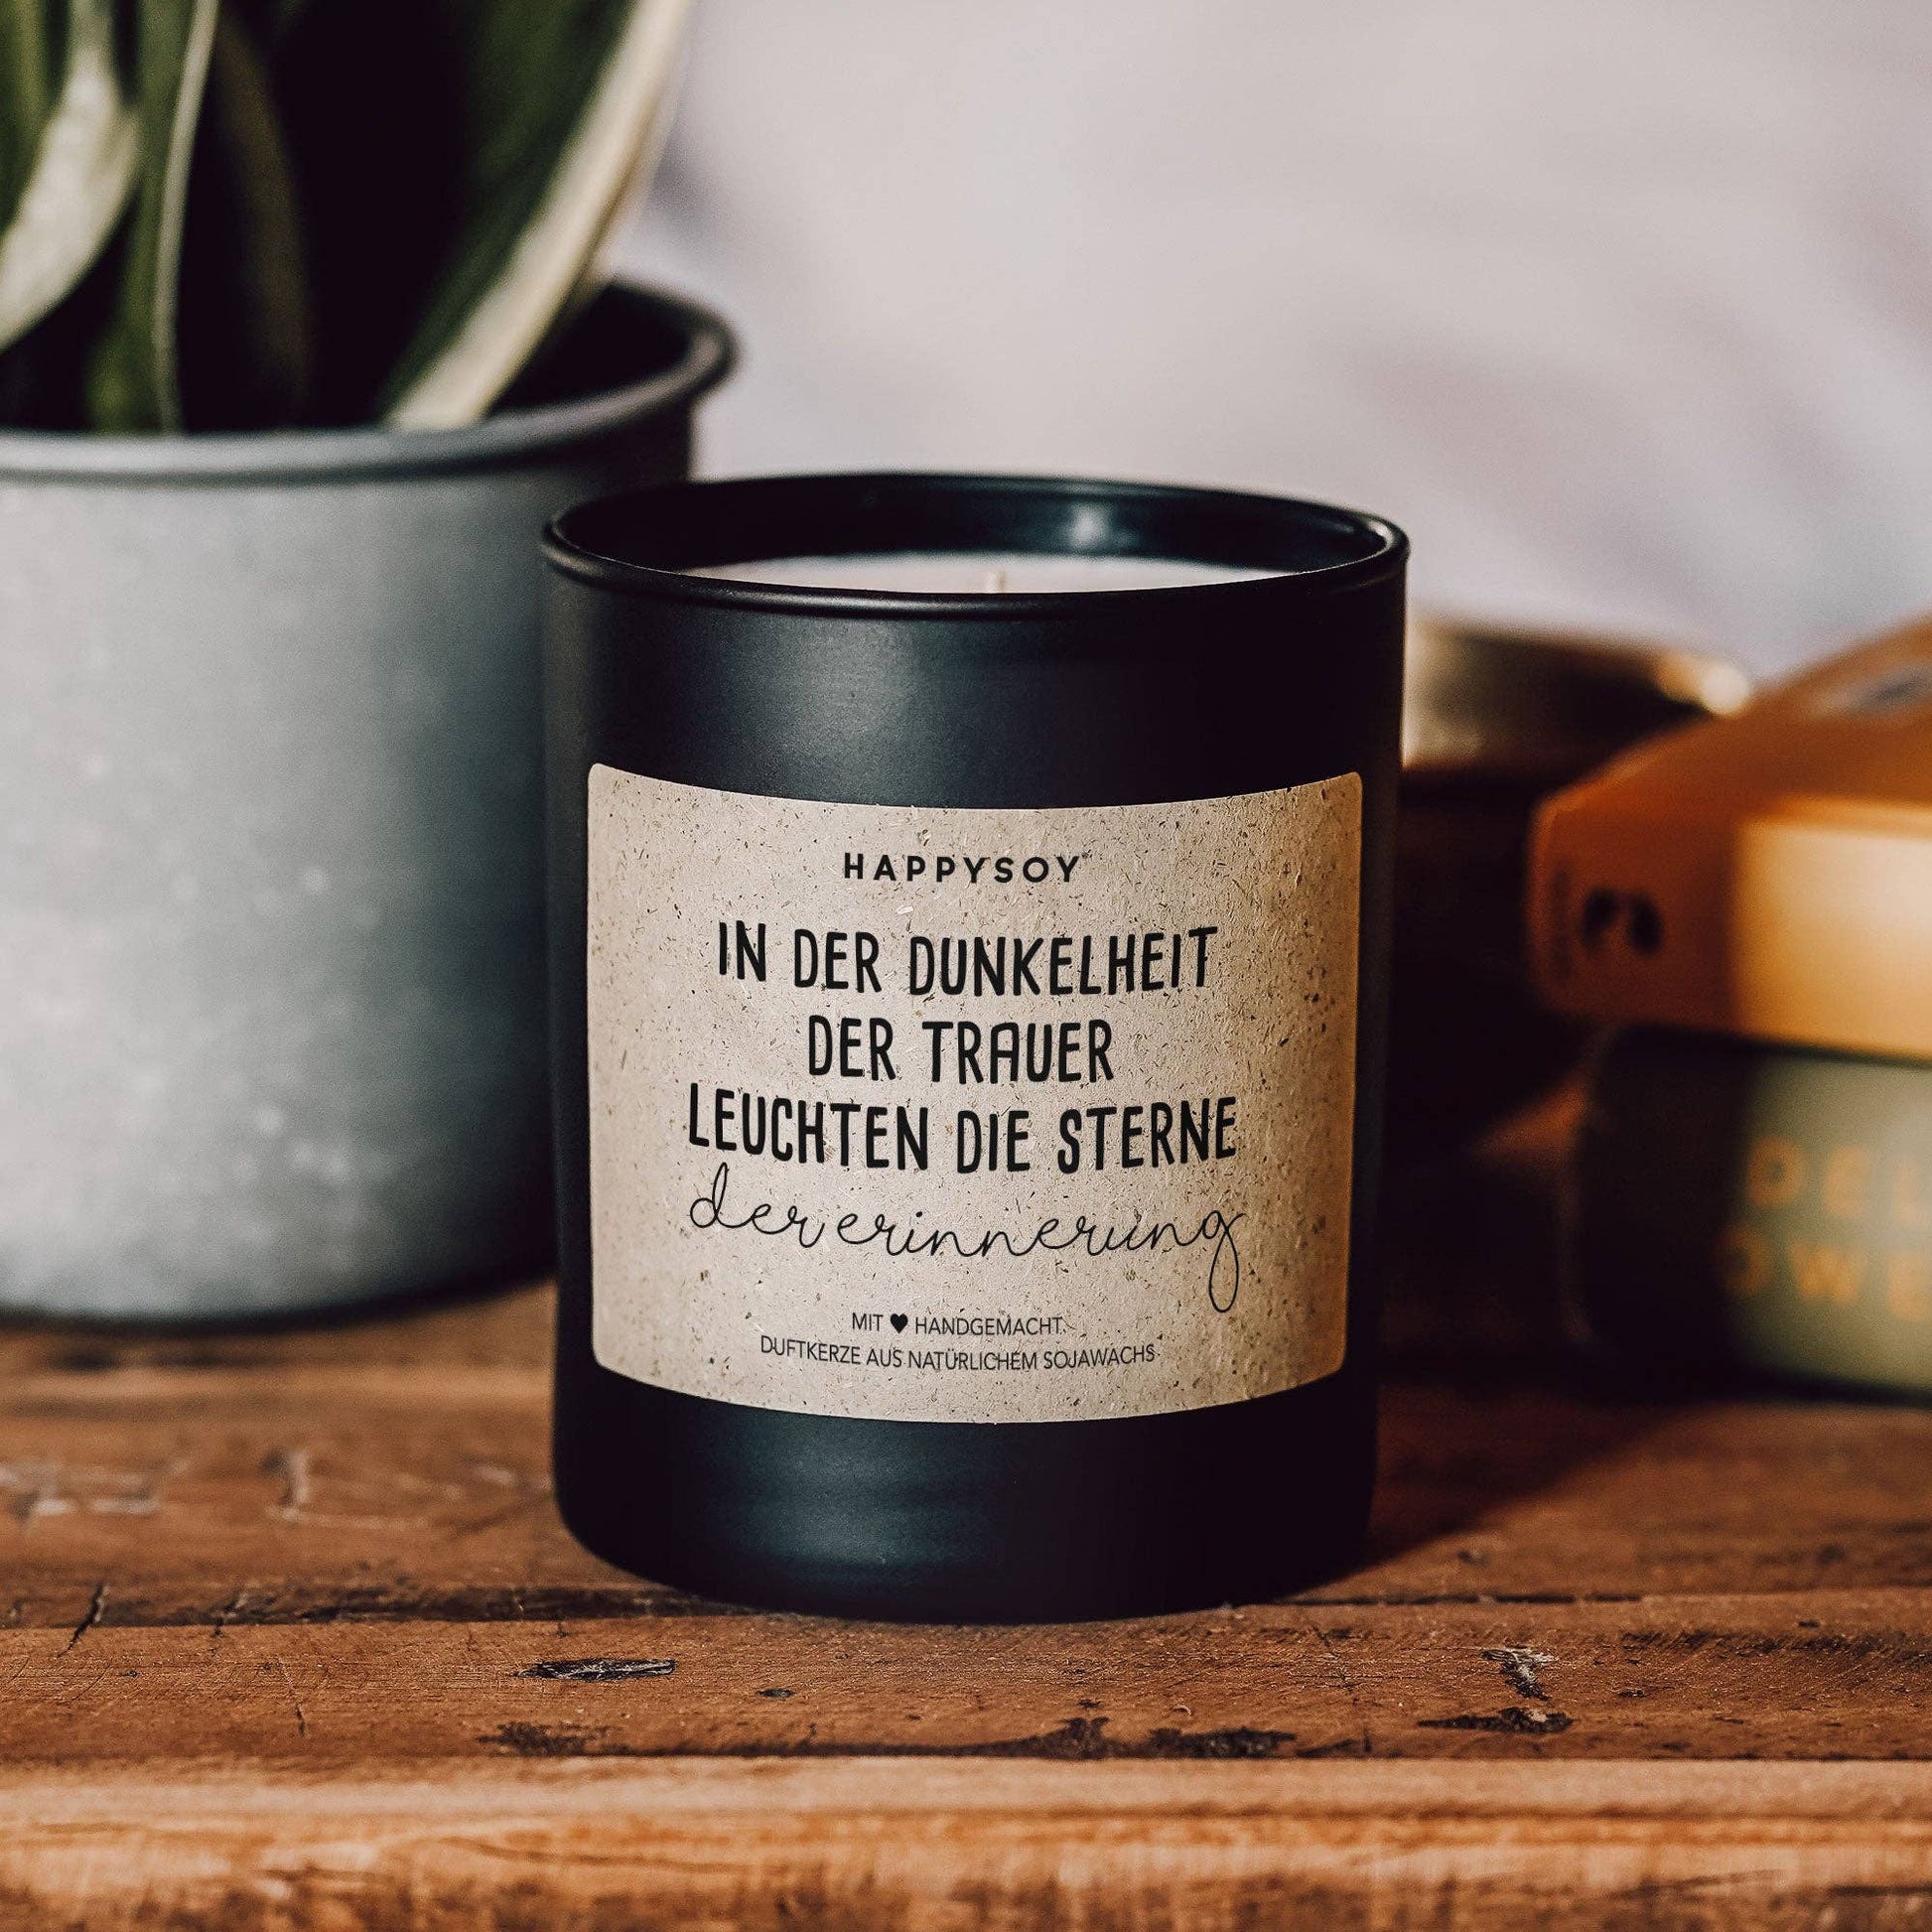 HAPPYSOY
IN DER DUNKELHEIT
DER TRAUER
LEUCHTEN DIE STERNE
der erinnerung
MIT ♥ HANDGEMACHT.
DUFTKERZE AUS NATÜRLICHEM SOJAWACHS